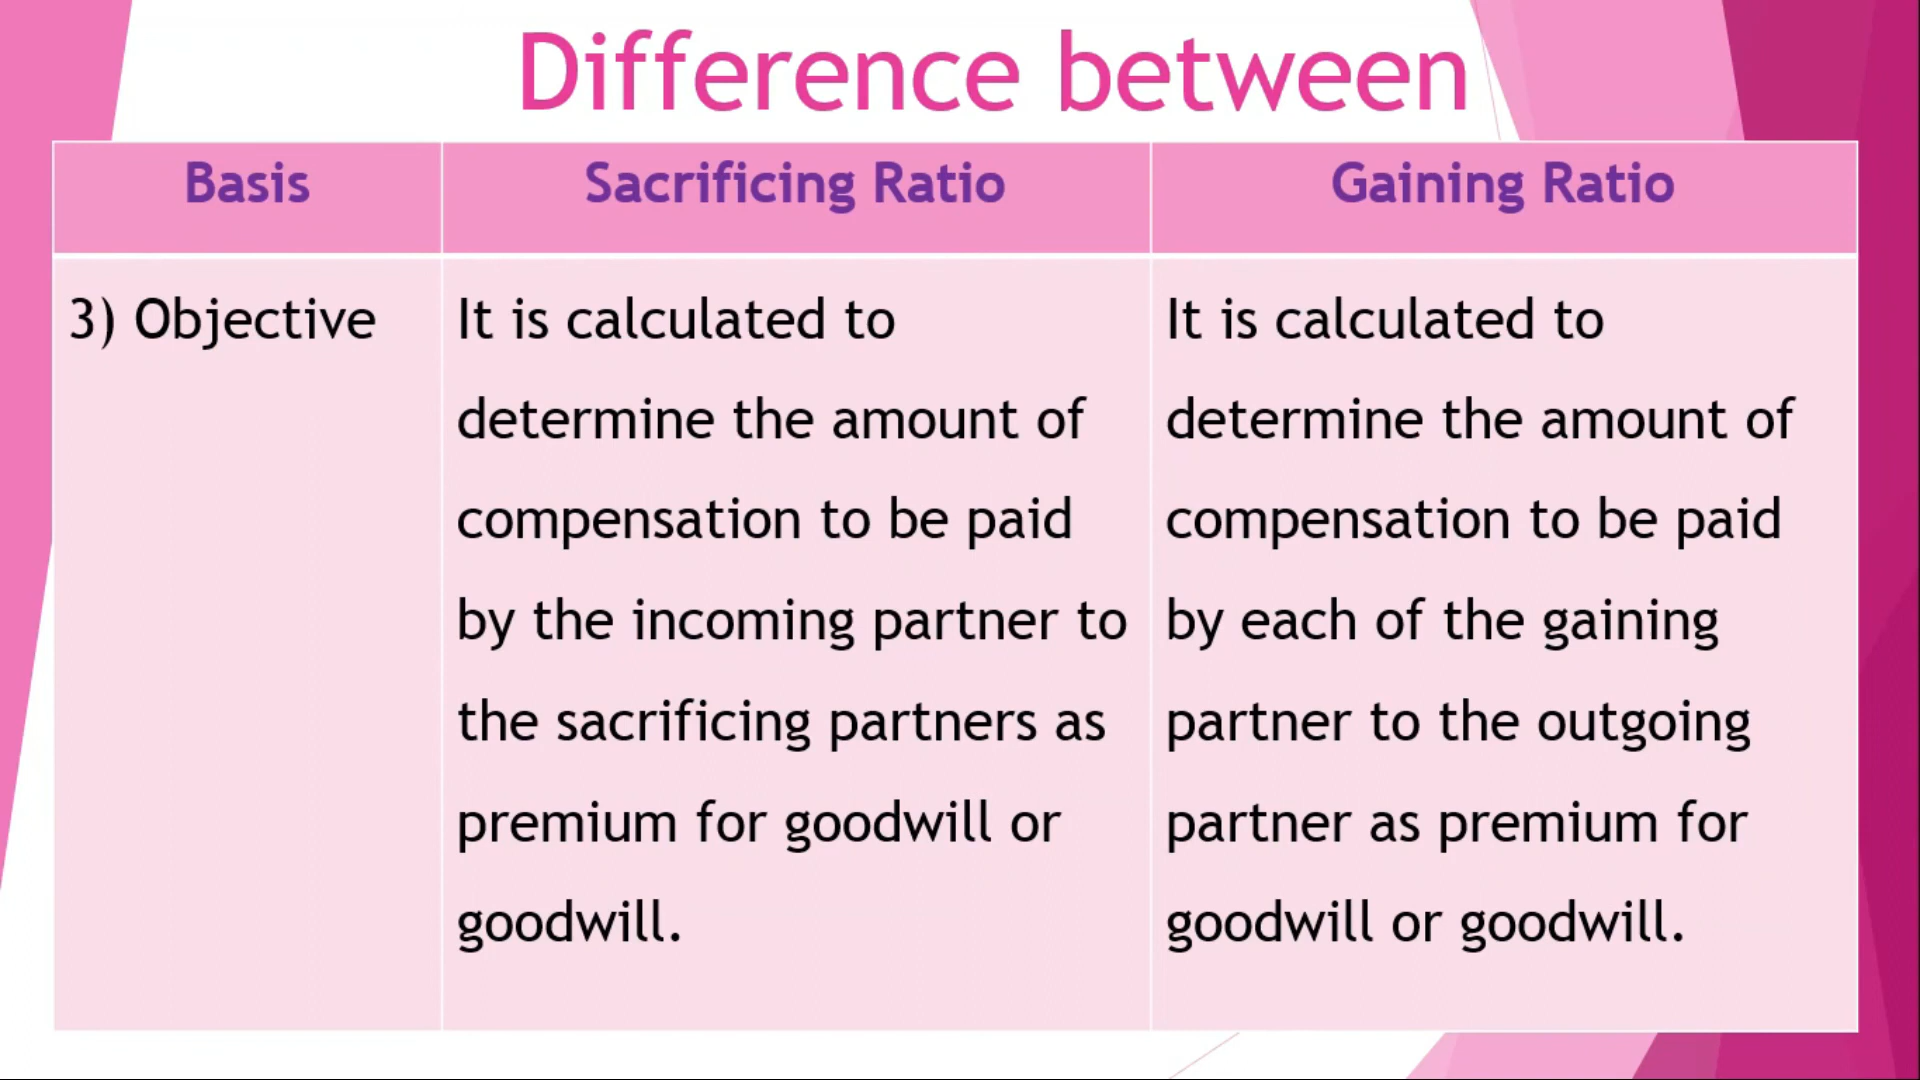 Difference between
Basis
Sacrificing Ratio
Gaining Ratio
3) Objective
It is calculated to
determine the amount of
compensation to be paid
by the incoming partner to
the sacrificing partners as
premium for goodwill or
goodwill.
It is calculated to
determine the amount of
compensation to be paid
by each of the gaining
partner to the outgoing
partner as premium for
goodwill or goodwill.